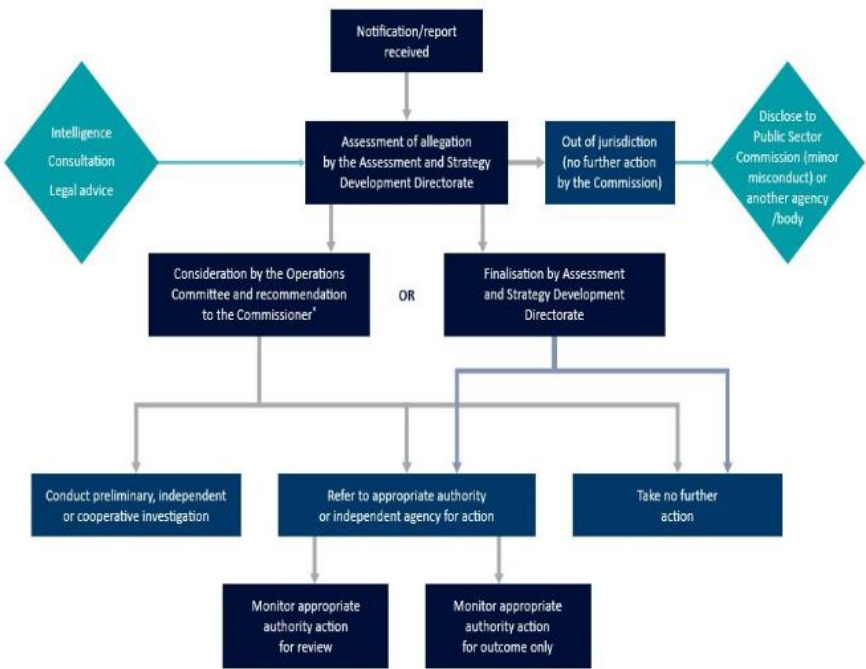 Notification/report
received
Intelligence
Consultation
Legal advice
Assessment of allegation
by the Assessment and Strategy
Development Directorate
Out of jurisdiction
(no further action
by the Commission)
Disclose to
Public Sector
Commission (minor
misconduct) or
another agency
/body
Consideration by the Operations
Committee and recommendation
to the Commissioner*
OR
Finalisation by Assessment
and Strategy Development
Directorate
Conduct preliminary, independent
or cooperative investigation
Refer to appropriate authority
or independent agency for action
Take no further
action
Monitor appropriate
authority action
for review
Monitor appropriate
authority action
for outcome only